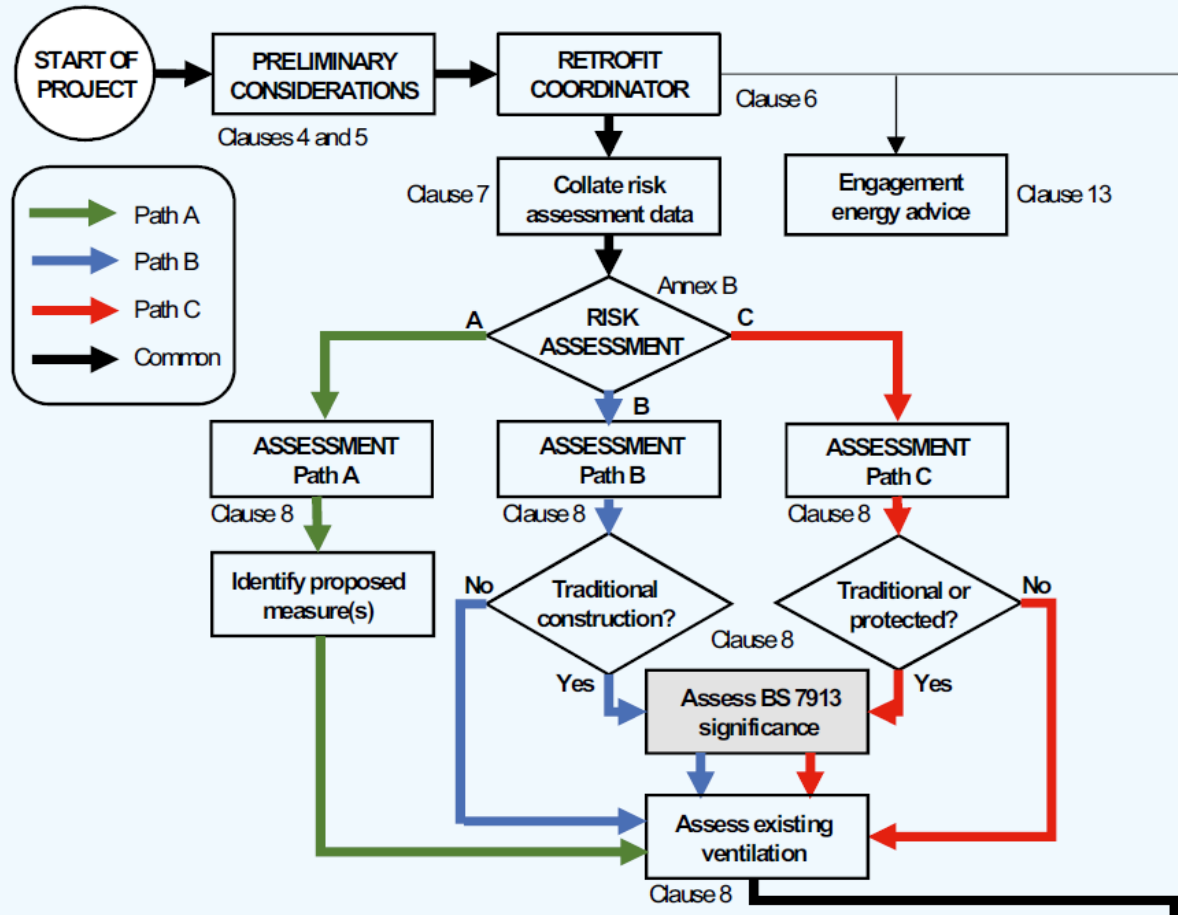 START OF
PROJECT
PRELIMINARY
CONSIDERATIONS
Clauses 4 and 5
RETROFIT
COORDINATOR
Clause 6
Path A
Path B
Path C
Common
Clause 7
Collate risk
assessment data
Engagement
energy advice
Clause 13
Annex B
A
RISK
ASSESSMENT
C
B
ASSESSMENT
Path A
Clause 8
ASSESSMENT
Path B
Clause 8
ASSESSMENT
Path C
Clause 8
Identify proposed
measure(s)
No
Traditional
construction?
Yes
Clause 8
Traditional or
protected?
No
Yes
Assess BS 7913
significance
Assess existing
ventilation
Clause 8